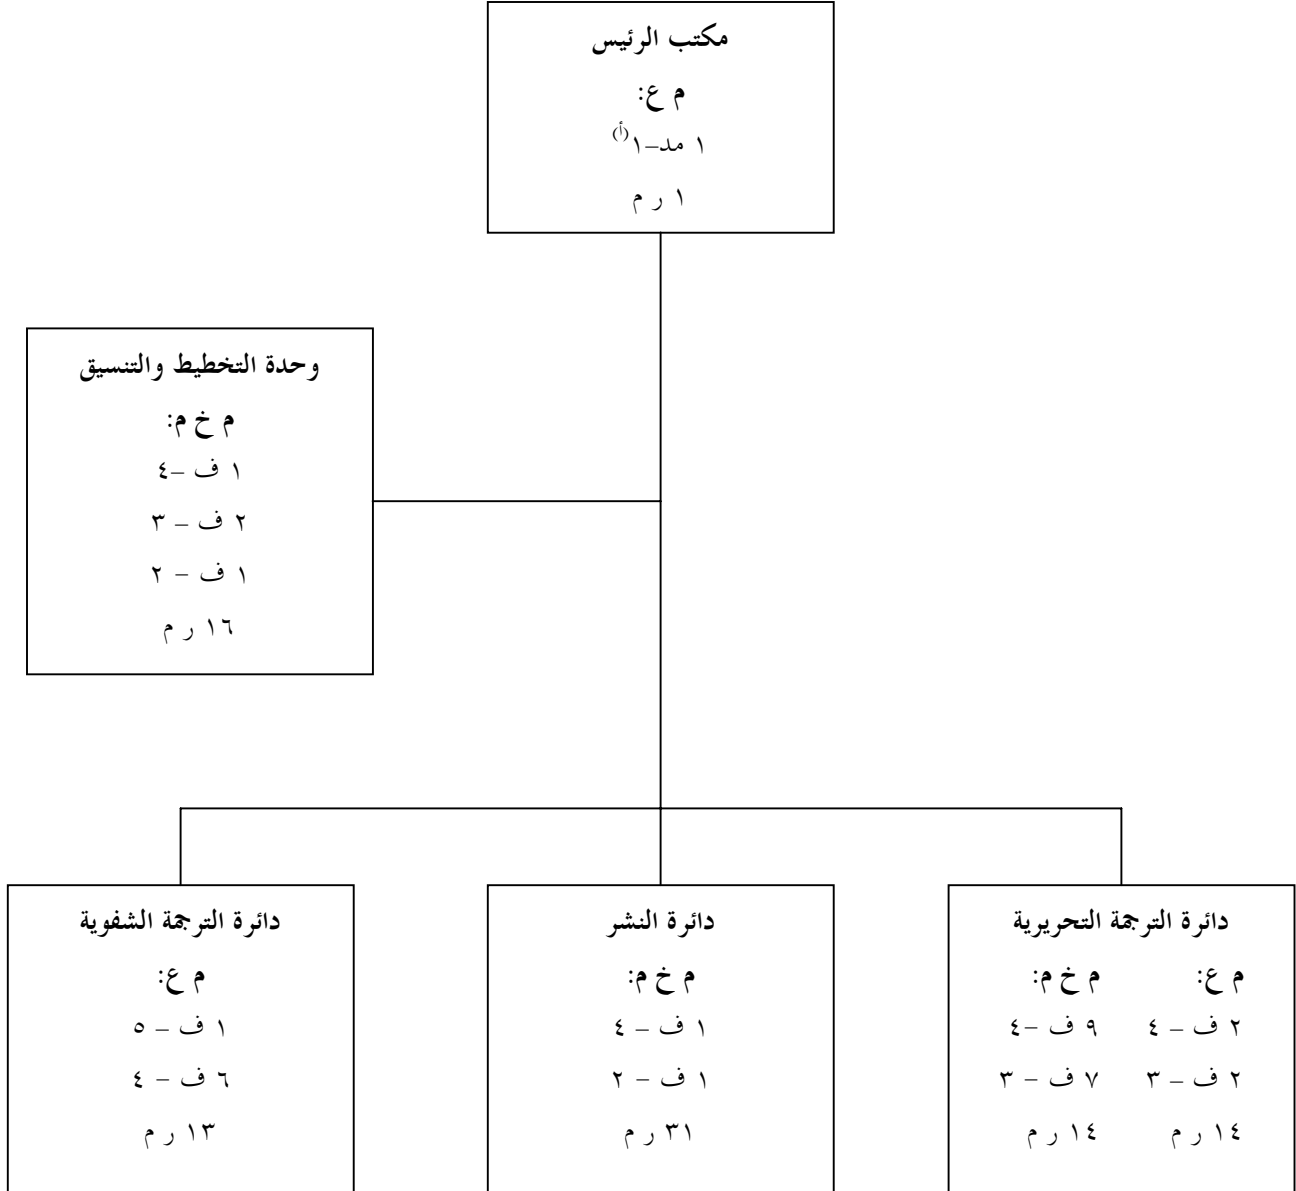 مكتب الرئيس
م ع:
١ مد–١(أ)
١ ر م
وحدة التخطيط والتنسيق
م خ م:
١ ف –٤
٢ ف – ٣
١ ف – ٢
١٦ ر م
دائرة الترجمة التحريرية
م ع: م خ م:
٢ ف – ٤ ٩ ف –٤
٢ ف – ٣ ٧ ف – ٣
١٤ ر م ١٤ ر م
دائرة النشر
م خ م:
١ ف – ٤
١ ف – ٢
٣١ ر م
دائرة الترجمة الشفوية
م ع:
١ ف – ٥
٦ ف – ٤
١٣ ر م